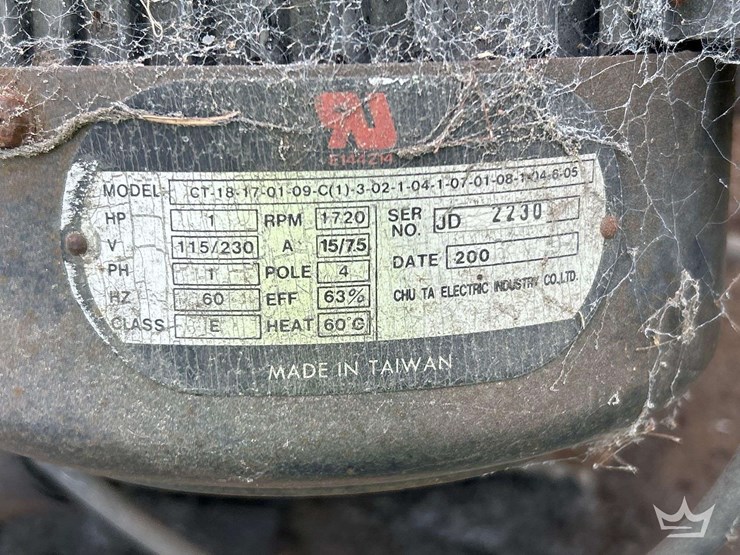 E144214
MODEL CT-18-17-01-09-C(1)-3-02-1-04-1-07-01-08-1-04-6-05
HP 1 RPM 1720 SER NO. JD 2230
V 115/230 A 15/7.5
PH 1 POLE 4 DATE 200
HZ 60 EFF 63% CHU TA ELECTRIC INDUSTRY CO.LTD.
CLASS E HEAT 60°C
MADE IN TAIWAN